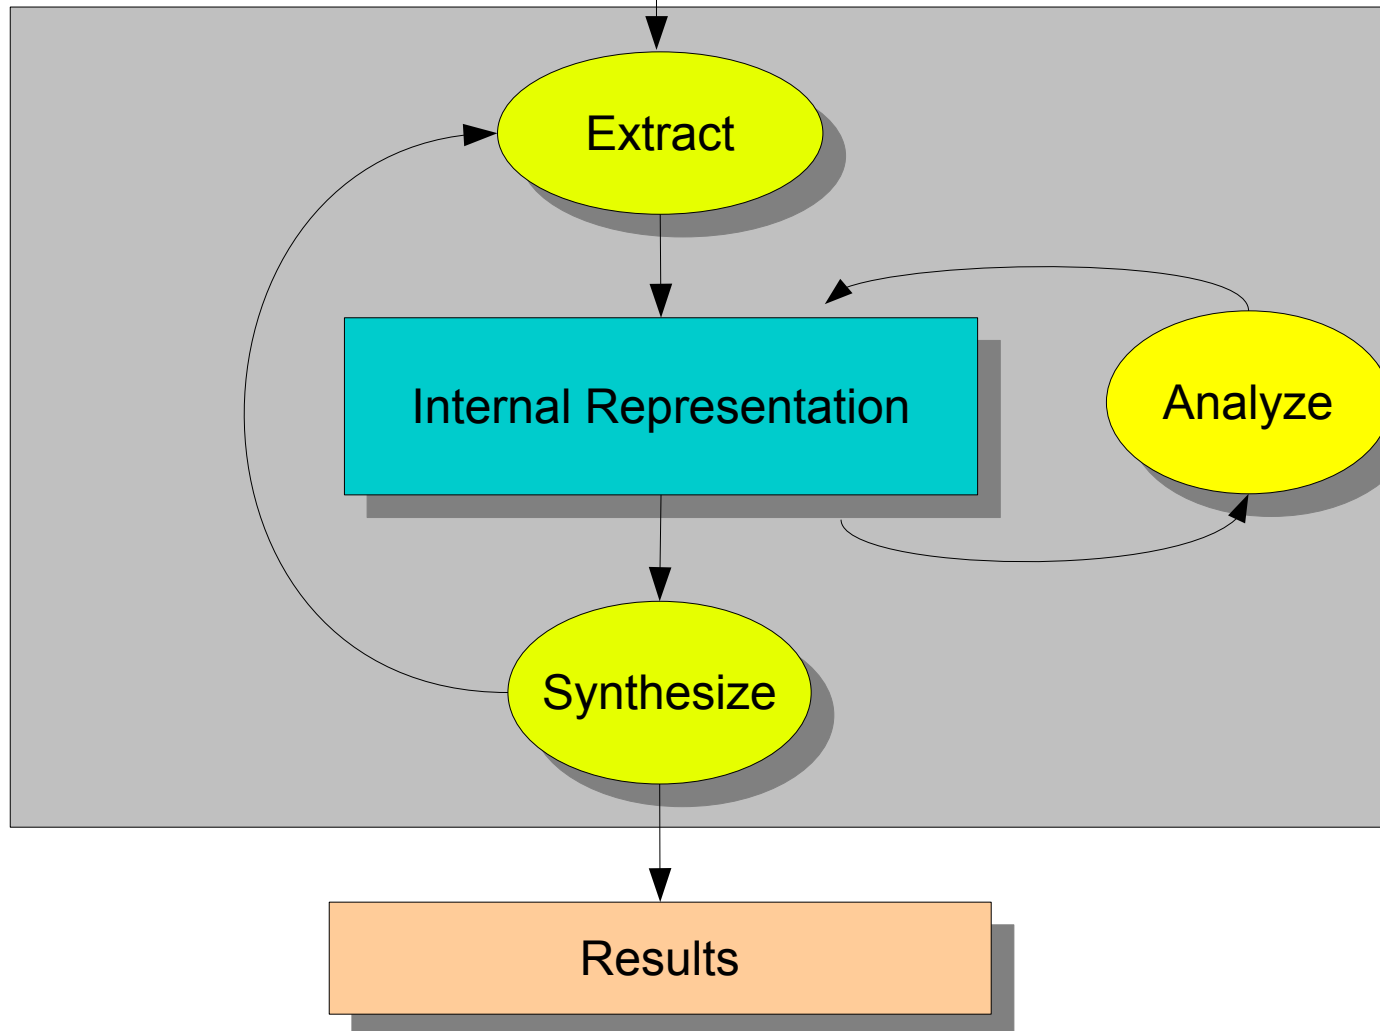 Extract
Internal Representation
Analyze
Synthesize
Results